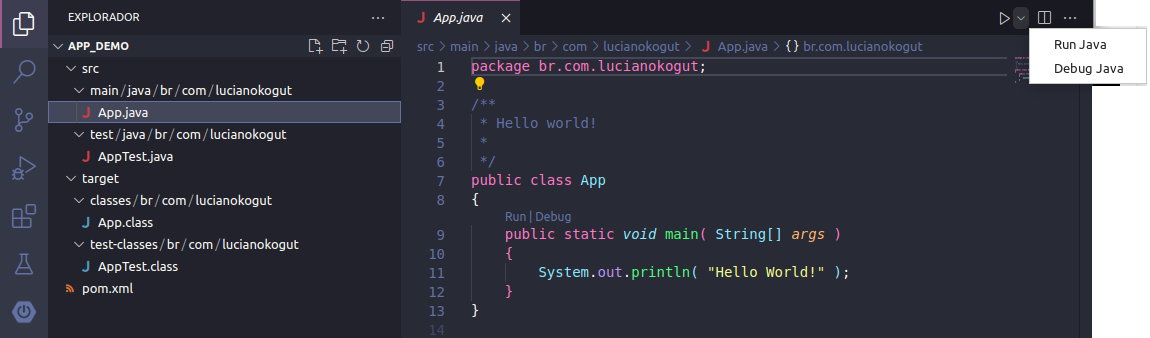 EXPLORADOR
APP_DEMO
src
main/java/br/com/lucianokogut
App.java
test/java/br/com/lucianokogut
AppTest.java
target
classes/br/com/lucianokogut
App.class
test-classes/br/com/lucianokogut
AppTest.class
pom.xml
App.java
src > main > java > br > com > lucianokogut > App.java > {} br.com.lucianokogut
1 package br.com.lucianokogut;
2
3 /**
4 * Hello world!
5 *
6 */
7 public class App
8 {
Run | Debug
9 public static void main( String[] args )
10 {
11 System.out.println( "Hello World!" );
12 }
13 }
14
Run Java
Debug Java